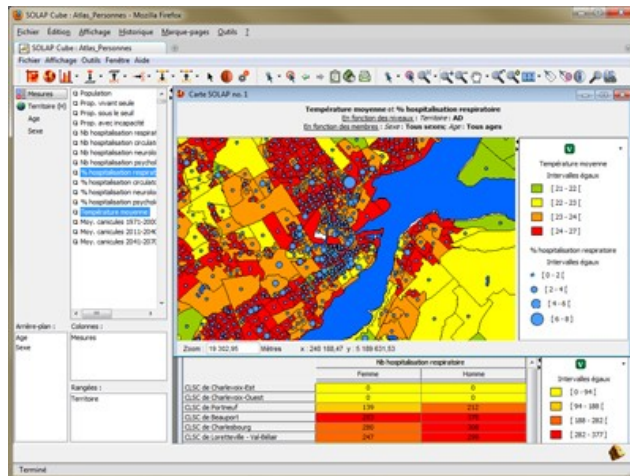 SOLAP Cube : Atlas_Personnes - Mozilla Firefox
Fichier Édition Affichage Historique Marque-pages Outils ?
SOLAP Cube : Atlas_Personnes
Fichier Affichage Outils Fenêtre Aide
Mesures
Territoire (H)
Age
Sexe
Population
Prop. vivant seule
Prop. sous le seuil
Prop. avec incapacité
Nb hospitalisation respirat
Nb hospitalisation circulato
Nb hospitalisation neurolo
Nb hospitalisation psychol
% hospitalisation respirat
% hospitalisation circulato
% hospitalisation neurolo
% hospitalisation psychol
Température moyenne
Moy. canicules 1971-2000
Moy. canicules 2011-2040
Moy. canicules 2041-2070
Arrière-plan :
Age
Sexe
Colonnes :
Mesures
Rangées :
Territoire
Carte SOLAP no. 1
Température moyenne et % hospitalisation respiratoire
En fonction des niveaux : Territoire : AD
En fonction des membres : Sexe : Tous sexes; Age : Tous ages
Température moyenne
Intervalles égaux
[ 21 - 22 [
[ 22 - 23 [
[ 23 - 24 [
[ 24 - 27 ]
% hospitalisation respiratoire
Intervalles égaux
[ 0 - 2 [
[ 2 - 4 [
[ 4 - 6 [
[ 6 - 8 ]
Zoom : 19 302,95 Mètres x : 240 188,47 y : 5 189 631,53
Nb hospitalisation respiratoire
Femme Homme
CLSC de Charlevoix-Est 0 0
CLSC de Charlevoix-Ouest 0 0
CLSC de Portneuf 139 212
CLSC de Beauport
CLSC de Charlesbourg
CLSC de Loretteville - Val-Bélair 247
Intervalles égaux
[ 0 - 94 [
[ 94 - 188 [
[ 188 - 282 [
[ 282 - 377 ]
Terminé